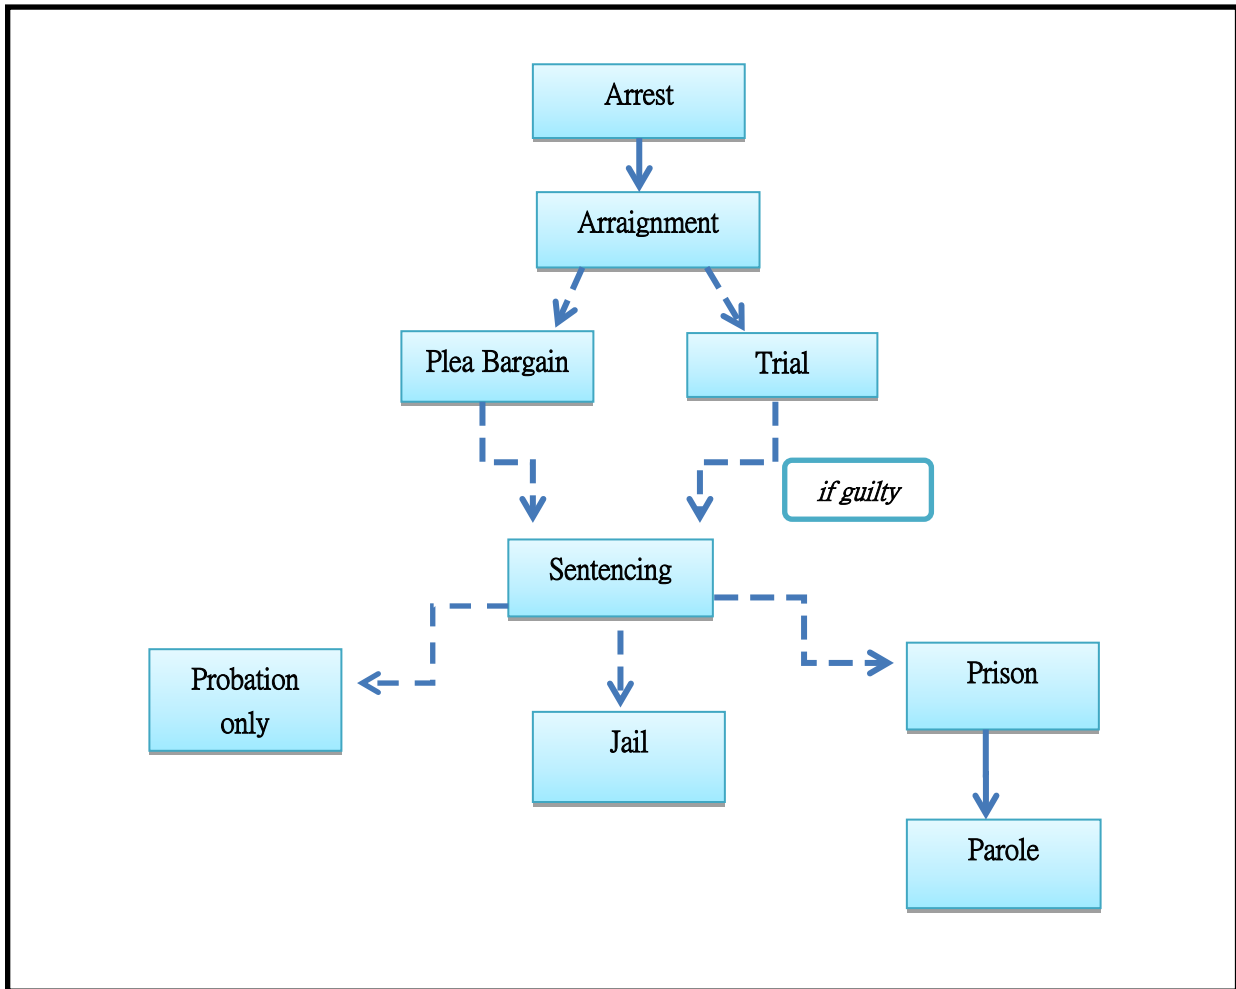 Arrest
Arraignment
Plea Bargain
Trial
if guilty
Sentencing
Probation
only
Jail
Prison
Parole